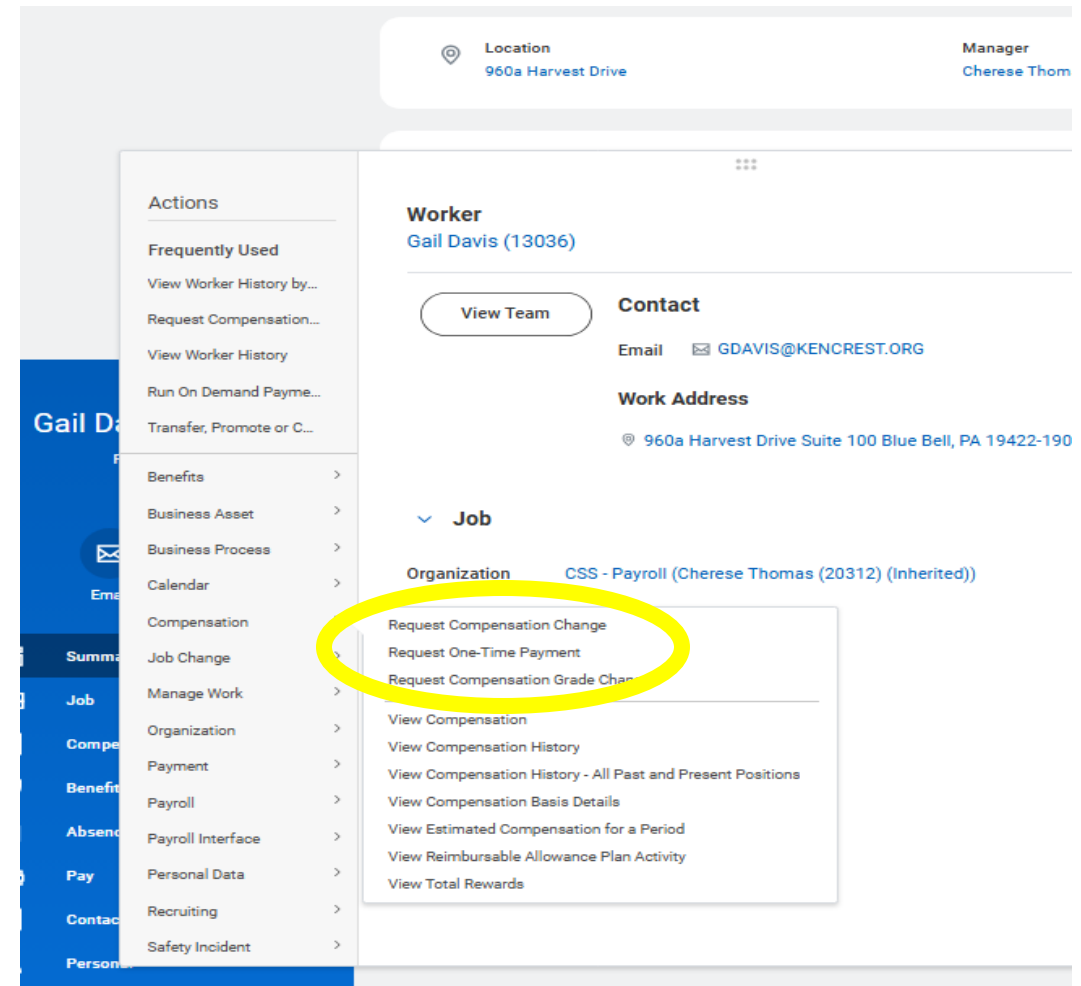 Location
960a Harvest Drive
Manager
Cherese Thom
Actions
Frequently Used
View Worker History by...
Request Compensation...
View Worker History
Run On Demand Payme...
Transfer, Promote or C...
Benefits
Business Asset
Business Process
Calendar
Compensation
Job Change
Manage Work
Organization
Payment
Payroll
Payroll Interface
Personal Data
Recruiting
Safety Incident
Worker
Gail Davis (13036)
View Team
Contact
Email GDAVIS@KENCREST.ORG
Work Address
960a Harvest Drive Suite 100 Blue Bell, PA 19422-190
Job
Organization CSS - Payroll (Cherese Thomas (20312) (Inherited))
Request Compensation Change
Request One-Time Payment
Request Compensation Grade Chan
View Compensation
View Compensation History
View Compensation History - All Past and Present Positions
View Compensation Basis Details
View Estimated Compensation for a Period
View Reimbursable Allowance Plan Activity
View Total Rewards
Gail Da
Ema
Summa
Job
Compe
Benefit
Absenc
Pay
Contac
Person